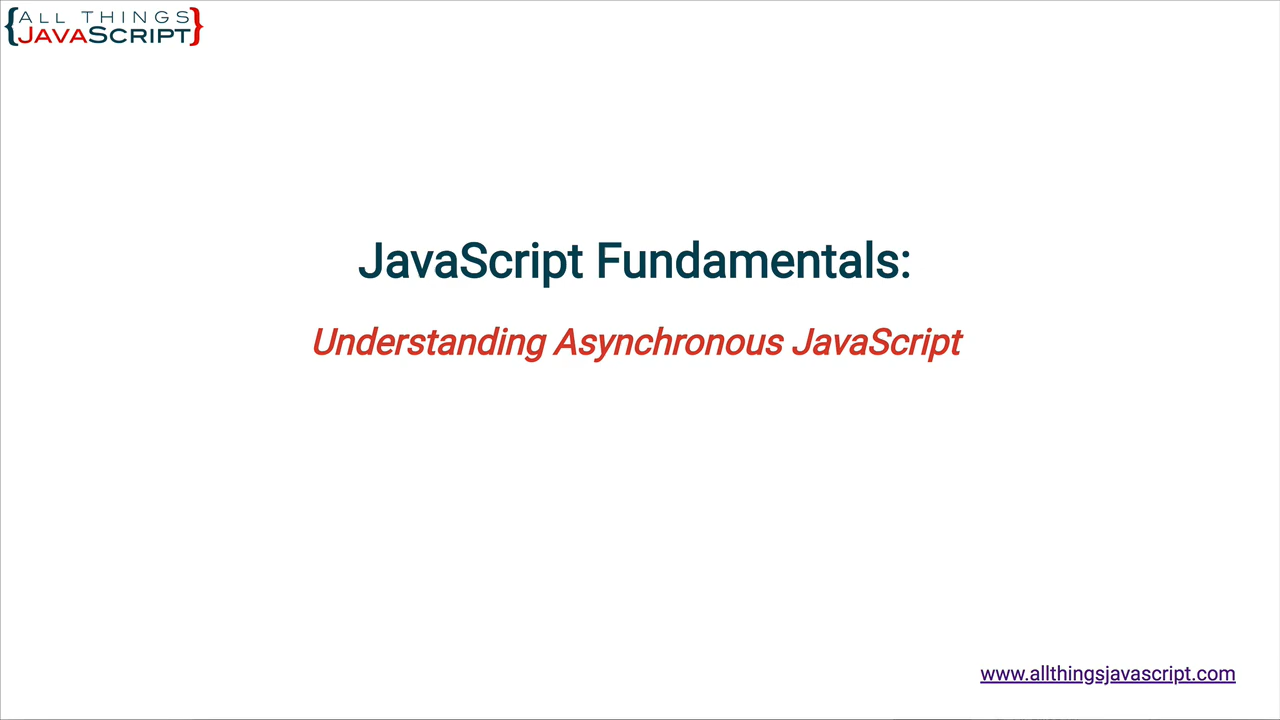 {ALL THINGS
JAVASCRIPT}
JavaScript Fundamentals:
Understanding Asynchronous JavaScript
www.allthingsjavascript.com